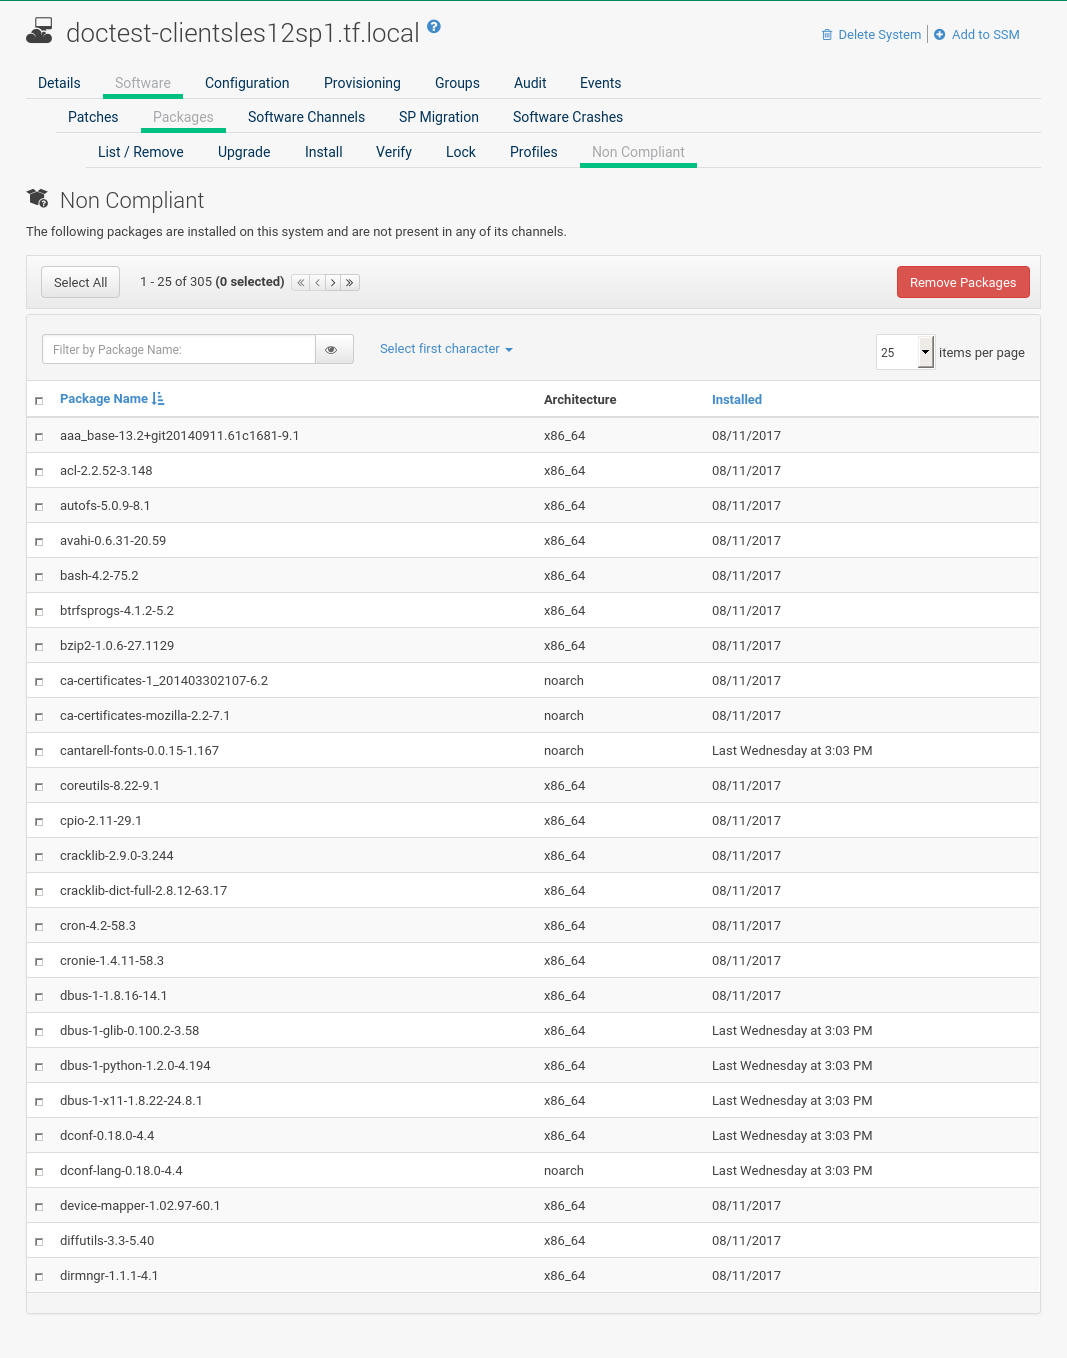 doctest-clientsles12sp1.tf.local ?
Delete System Add to SSM
Details Software Configuration Provisioning Groups Audit Events
Patches Packages Software Channels SP Migration Software Crashes
List / Remove Upgrade Install Verify Lock Profiles Non Compliant
Non Compliant
The following packages are installed on this system and are not present in any of its channels.
Select All 1 - 25 of 305 (0 selected) Remove Packages
Filter by Package Name: Select first character 25 items per page
Package Name Architecture Installed
aaa_base-13.2+git20140911.61c1681-9.1 x86_64 08/11/2017
acl-2.2.52-3.148 x86_64 08/11/2017
autofs-5.0.9-8.1 x86_64 08/11/2017
avahi-0.6.31-20.59 x86_64 08/11/2017
bash-4.2-75.2 x86_64 08/11/2017
btrfsprogs-4.1.2-5.2 x86_64 08/11/2017
bzip2-1.0.6-27.1129 x86_64 08/11/2017
ca-certificates-1_201403302107-6.2 noarch 08/11/2017
ca-certificates-mozilla-2.2-7.1 noarch 08/11/2017
cantarell-fonts-0.0.15-1.167 noarch Last Wednesday at 3:03 PM
coreutils-8.22-9.1 x86_64 08/11/2017
cpio-2.11-29.1 x86_64 08/11/2017
cracklib-2.9.0-3.244 x86_64 08/11/2017
cracklib-dict-full-2.8.12-63.17 x86_64 08/11/2017
cron-4.2-58.3 x86_64 08/11/2017
cronie-1.4.11-58.3 x86_64 08/11/2017
dbus-1-1.8.16-14.1 x86_64 08/11/2017
dbus-1-glib-0.100.2-3.58 x86_64 Last Wednesday at 3:03 PM
dbus-1-python-1.2.0-4.194 x86_64 Last Wednesday at 3:03 PM
dbus-1-x11-1.8.22-24.8.1 x86_64 Last Wednesday at 3:03 PM
dconf-0.18.0-4.4 x86_64 Last Wednesday at 3:03 PM
dconf-lang-0.18.0-4.4 noarch Last Wednesday at 3:03 PM
device-mapper-1.02.97-60.1 x86_64 08/11/2017
diffutils-3.3-5.40 x86_64 08/11/2017
dirmngr-1.1.1-4.1 x86_64 08/11/2017